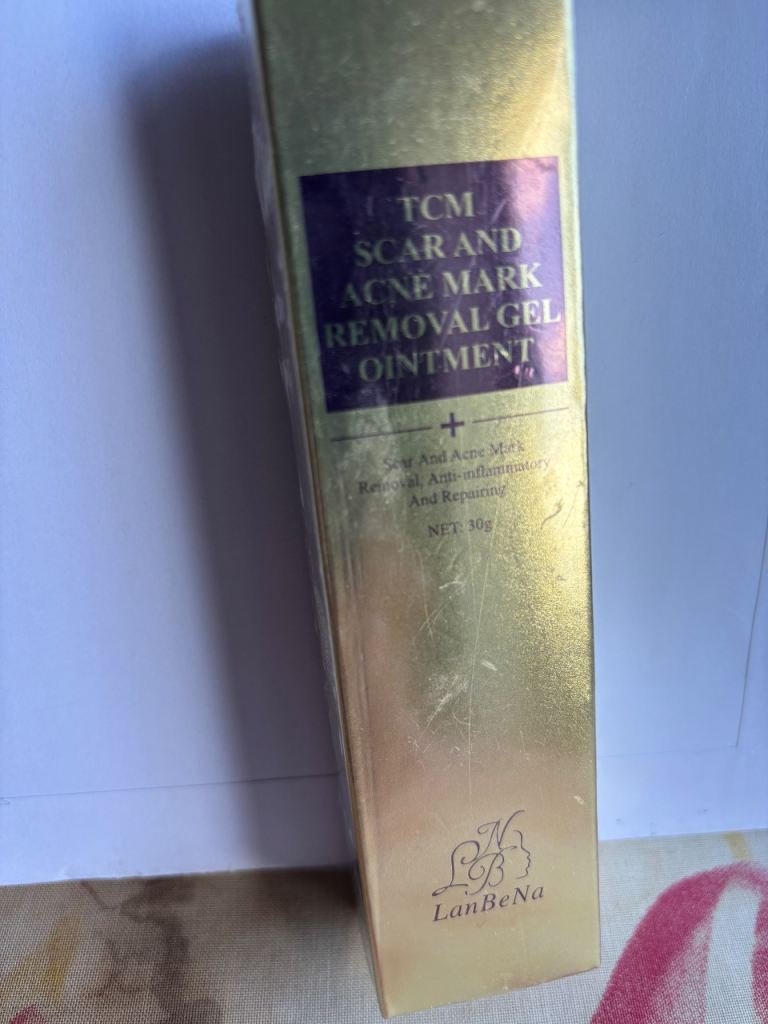 TCM
SCAR AND
ACNE MARK
REMOVAL GEL
OINTMENT
Scar And Acne Mark
Removal, Anti-inflammatory
And Repairing
NET: 30g
LNB
LanBeNa